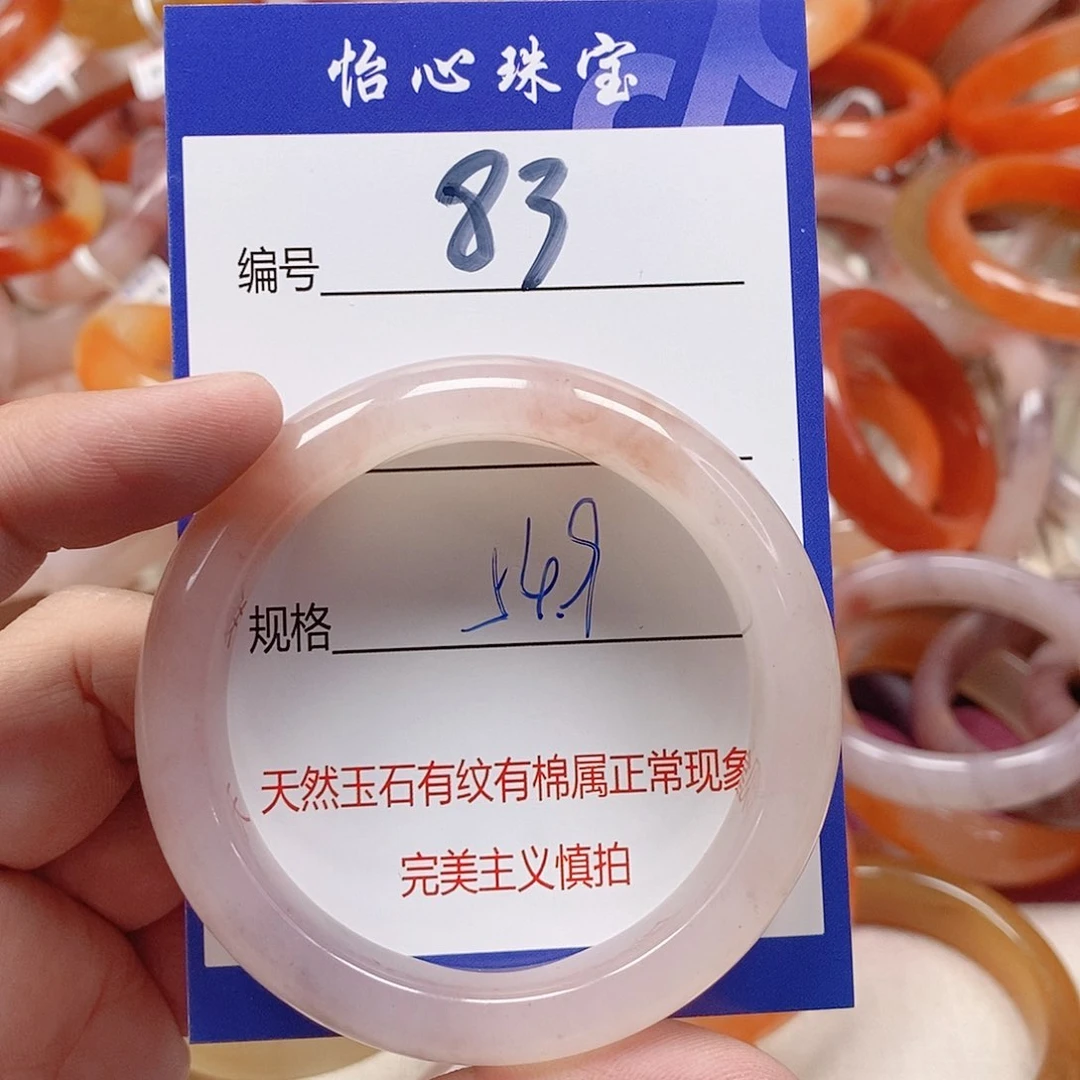 怡心珠宝
83
编号
54.9
规格
天然玉石有纹有棉属正常现象
完美主义慎拍